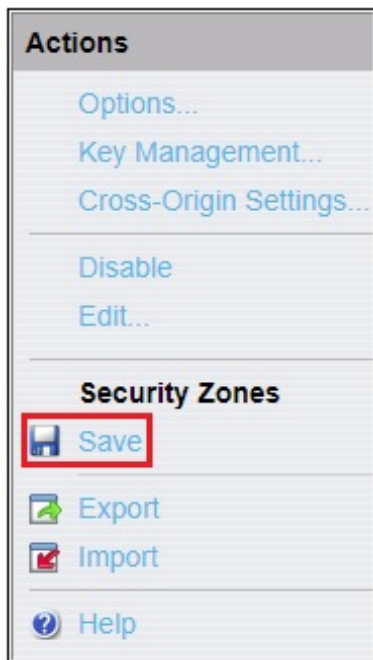 Actions
Options...
Key Management...
Cross-Origin Settings...
Disable
Edit...
Security Zones
Save
Export
Import
Help